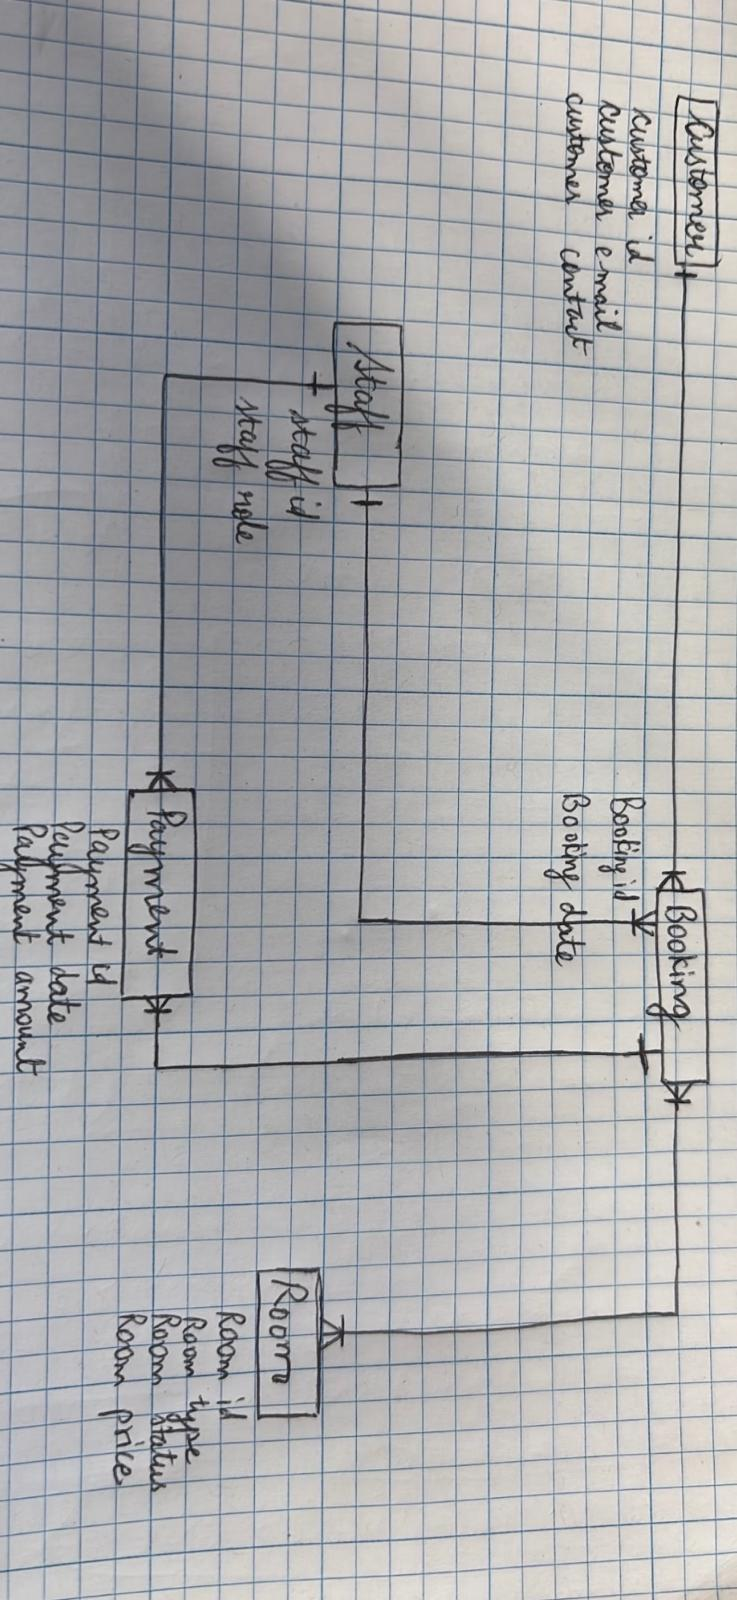 Customer
customer id
customer email
customer contact
Booking
Booking id
Booking date
Staff
staff id
staff role
Room
Room id
Room type
Room status
Room price
Payment
Payment id
Payment date
Payment amount